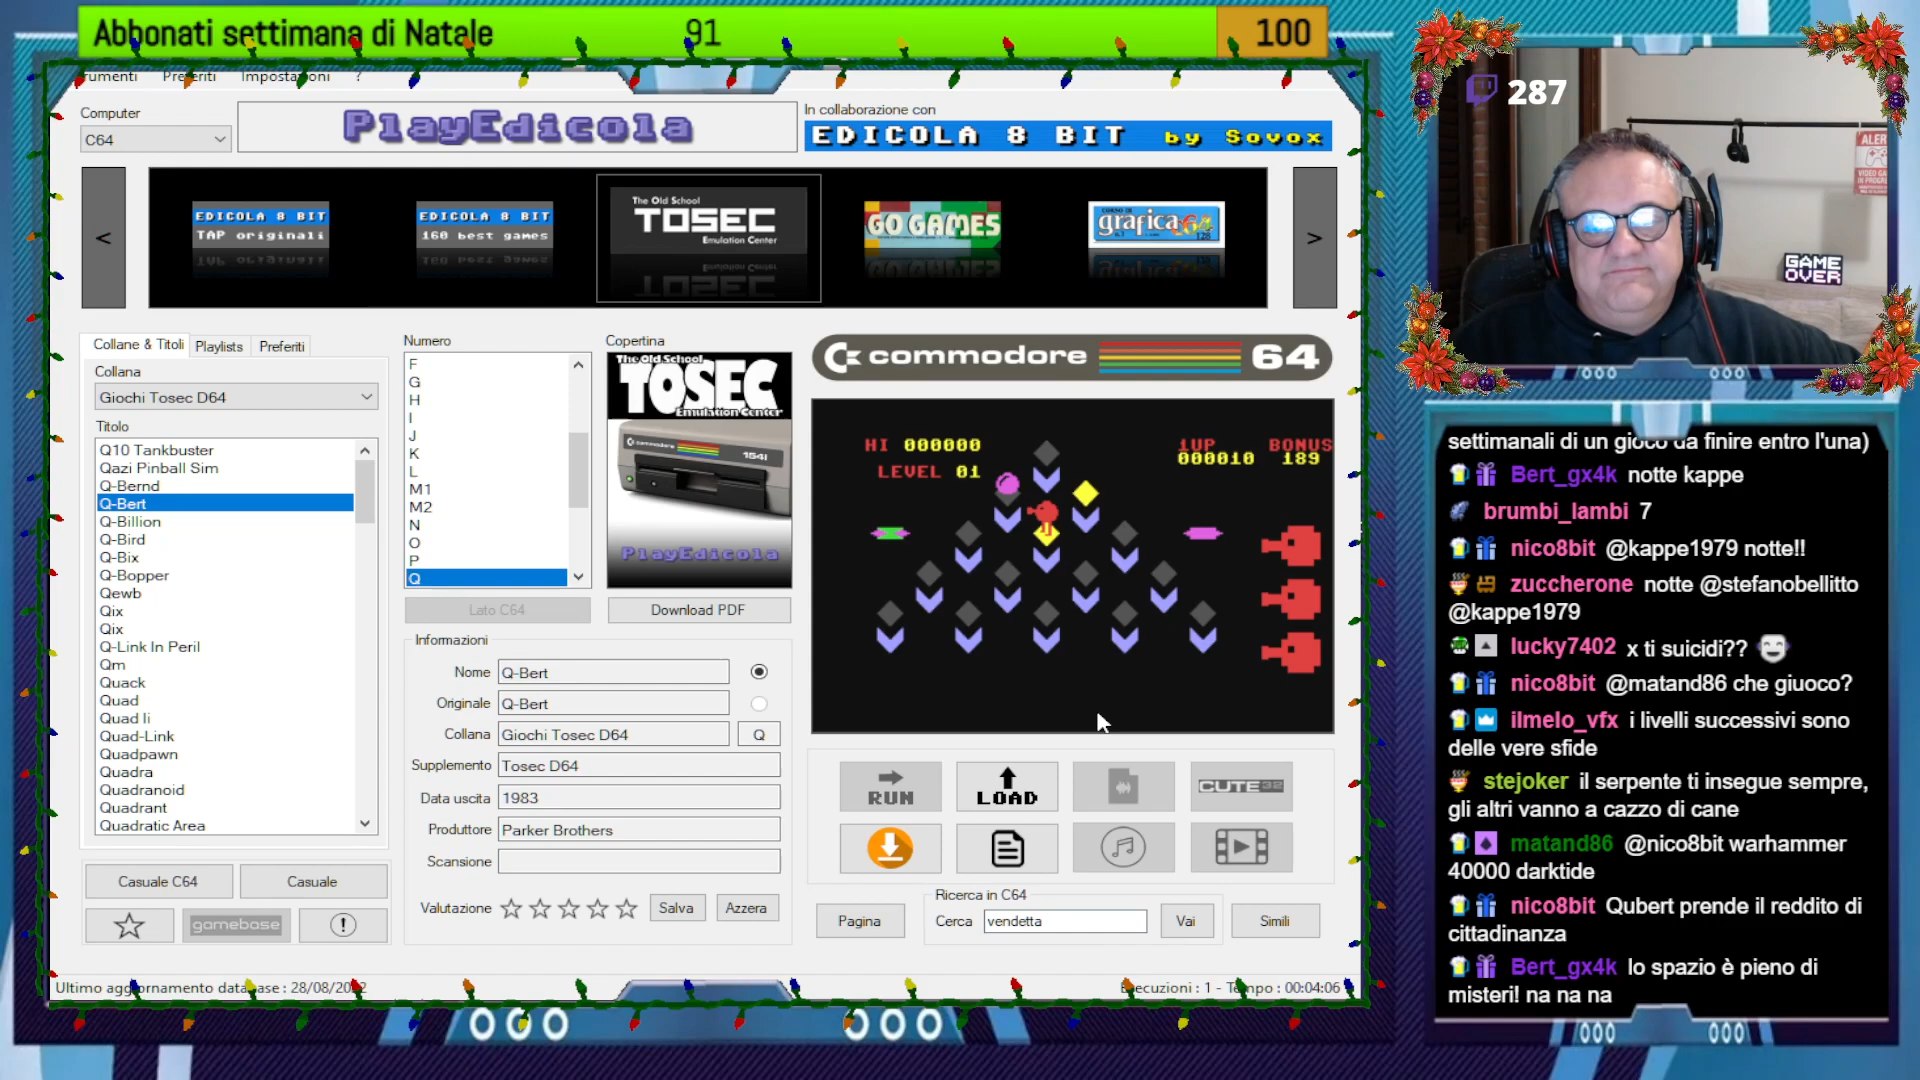 Abbonati settimana di Natale 91 100
rumenti Preferiti Impostazioni ?
287
Computer
C64
PlayEdicola
In collaborazione con
EDICOLA 8 BIT by Sovox
EDICOLA 8 BIT
TAP originali
EDICOLA 8 BIT
160 best games
The Old School
TOSEC
Emulation Center
GO GAMES
grafica 64
128
<
>
GAME
OVER
Collane & Titoli Playlists Preferiti
Collana
Giochi Tosec D64
Titolo
Q10 Tankbuster
Qazi Pinball Sim
Q-Bernd
Q-Bert
Q-Billion
Q-Bird
Q-Bix
Q-Bopper
Qewb
Qix
Qix
Q-Link In Peril
Qm
Quack
Quad
Quad Ii
Quad-Link
Quadpawn
Quadra
Quadranoid
Quadrant
Quadratic Area
Casuale C64 Casuale
gamebase
Numero
F
G
H
I
J
K
L
M1
M2
N
O
P
Q
Lato C64
Copertina
The Old School
TOSEC
Emulation Center
commodore
1541
PlayEdicola
Download PDF
Informazioni
Nome Q-Bert
Originale Q-Bert
Collana Giochi Tosec D64 Q
Supplemento Tosec D64
Data uscita 1983
Produttore Parker Brothers
Scansione
Valutazione Salva Azzera
commodore 64
HI 000000 1UP BONUS
000010 189
LEVEL 01
RUN LOAD CUTE32
Pagina
Ricerca in C64
Cerca vendetta Vai Simili
Ultimo aggiornamento database : 28/08/2022
Esecuzioni : 1 - Tempo : 00:04:06
settimanali di un gioco da finire entro l'una)
Bert_gx4k notte kappe
brumbi_lambi 7
nico8bit @kappe1979 notte!!
zuccherone notte @stefanobellitto
@kappe1979
lucky7402 x ti suicidi??
nico8bit @matand86 che giuoco?
ilmelo_vfx i livelli successivi sono
delle vere sfide
stejoker il serpente ti insegue sempre,
gli altri vanno a cazzo di cane
matand86 @nico8bit warhammer
40000 darktide
nico8bit Qubert prende il reddito di
cittadinanza
Bert_gx4k lo spazio è pieno di
misteri! na na na